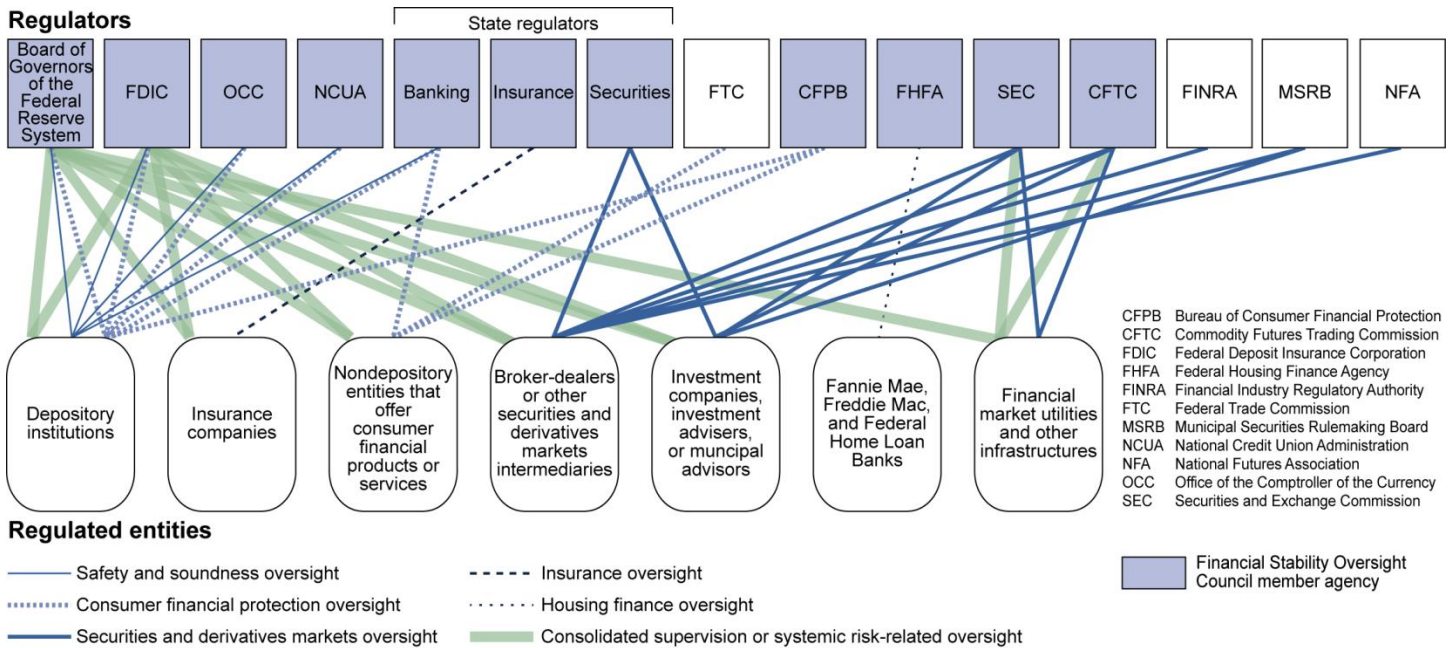 Regulators
State regulators
Board of
Governors
of the
Federal
Reserve
System
FDIC
OCC
NCUA
Banking
Insurance
Securities
FTC
CFPB
FHFA
SEC
CFTC
FINRA
MSRB
NFA
Depository
institutions
Insurance
companies
Nondepository
entities that
offer
consumer
financial
products or
services
Broker-dealers
or other
securities and
derivatives
markets
intermediaries
Investment
companies,
investment
advisers,
or muncipal
advisors
Fannie Mae,
Freddie Mac,
and Federal
Home Loan
Banks
Financial
market utilities
and other
infrastructures
CFPB Bureau of Consumer Financial Protection
CFTC Commodity Futures Trading Commission
FDIC Federal Deposit Insurance Corporation
FHFA Federal Housing Finance Agency
FINRA Financial Industry Regulatory Authority
FTC Federal Trade Commission
MSRB Municipal Securities Rulemaking Board
NCUA National Credit Union Administration
NFA National Futures Association
OCC Office of the Comptroller of the Currency
SEC Securities and Exchange Commission
Regulated entities
Safety and soundness oversight
Consumer financial protection oversight
Securities and derivatives markets oversight
Insurance oversight
Housing finance oversight
Consolidated supervision or systemic risk-related oversight
Financial Stability Oversight
Council member agency